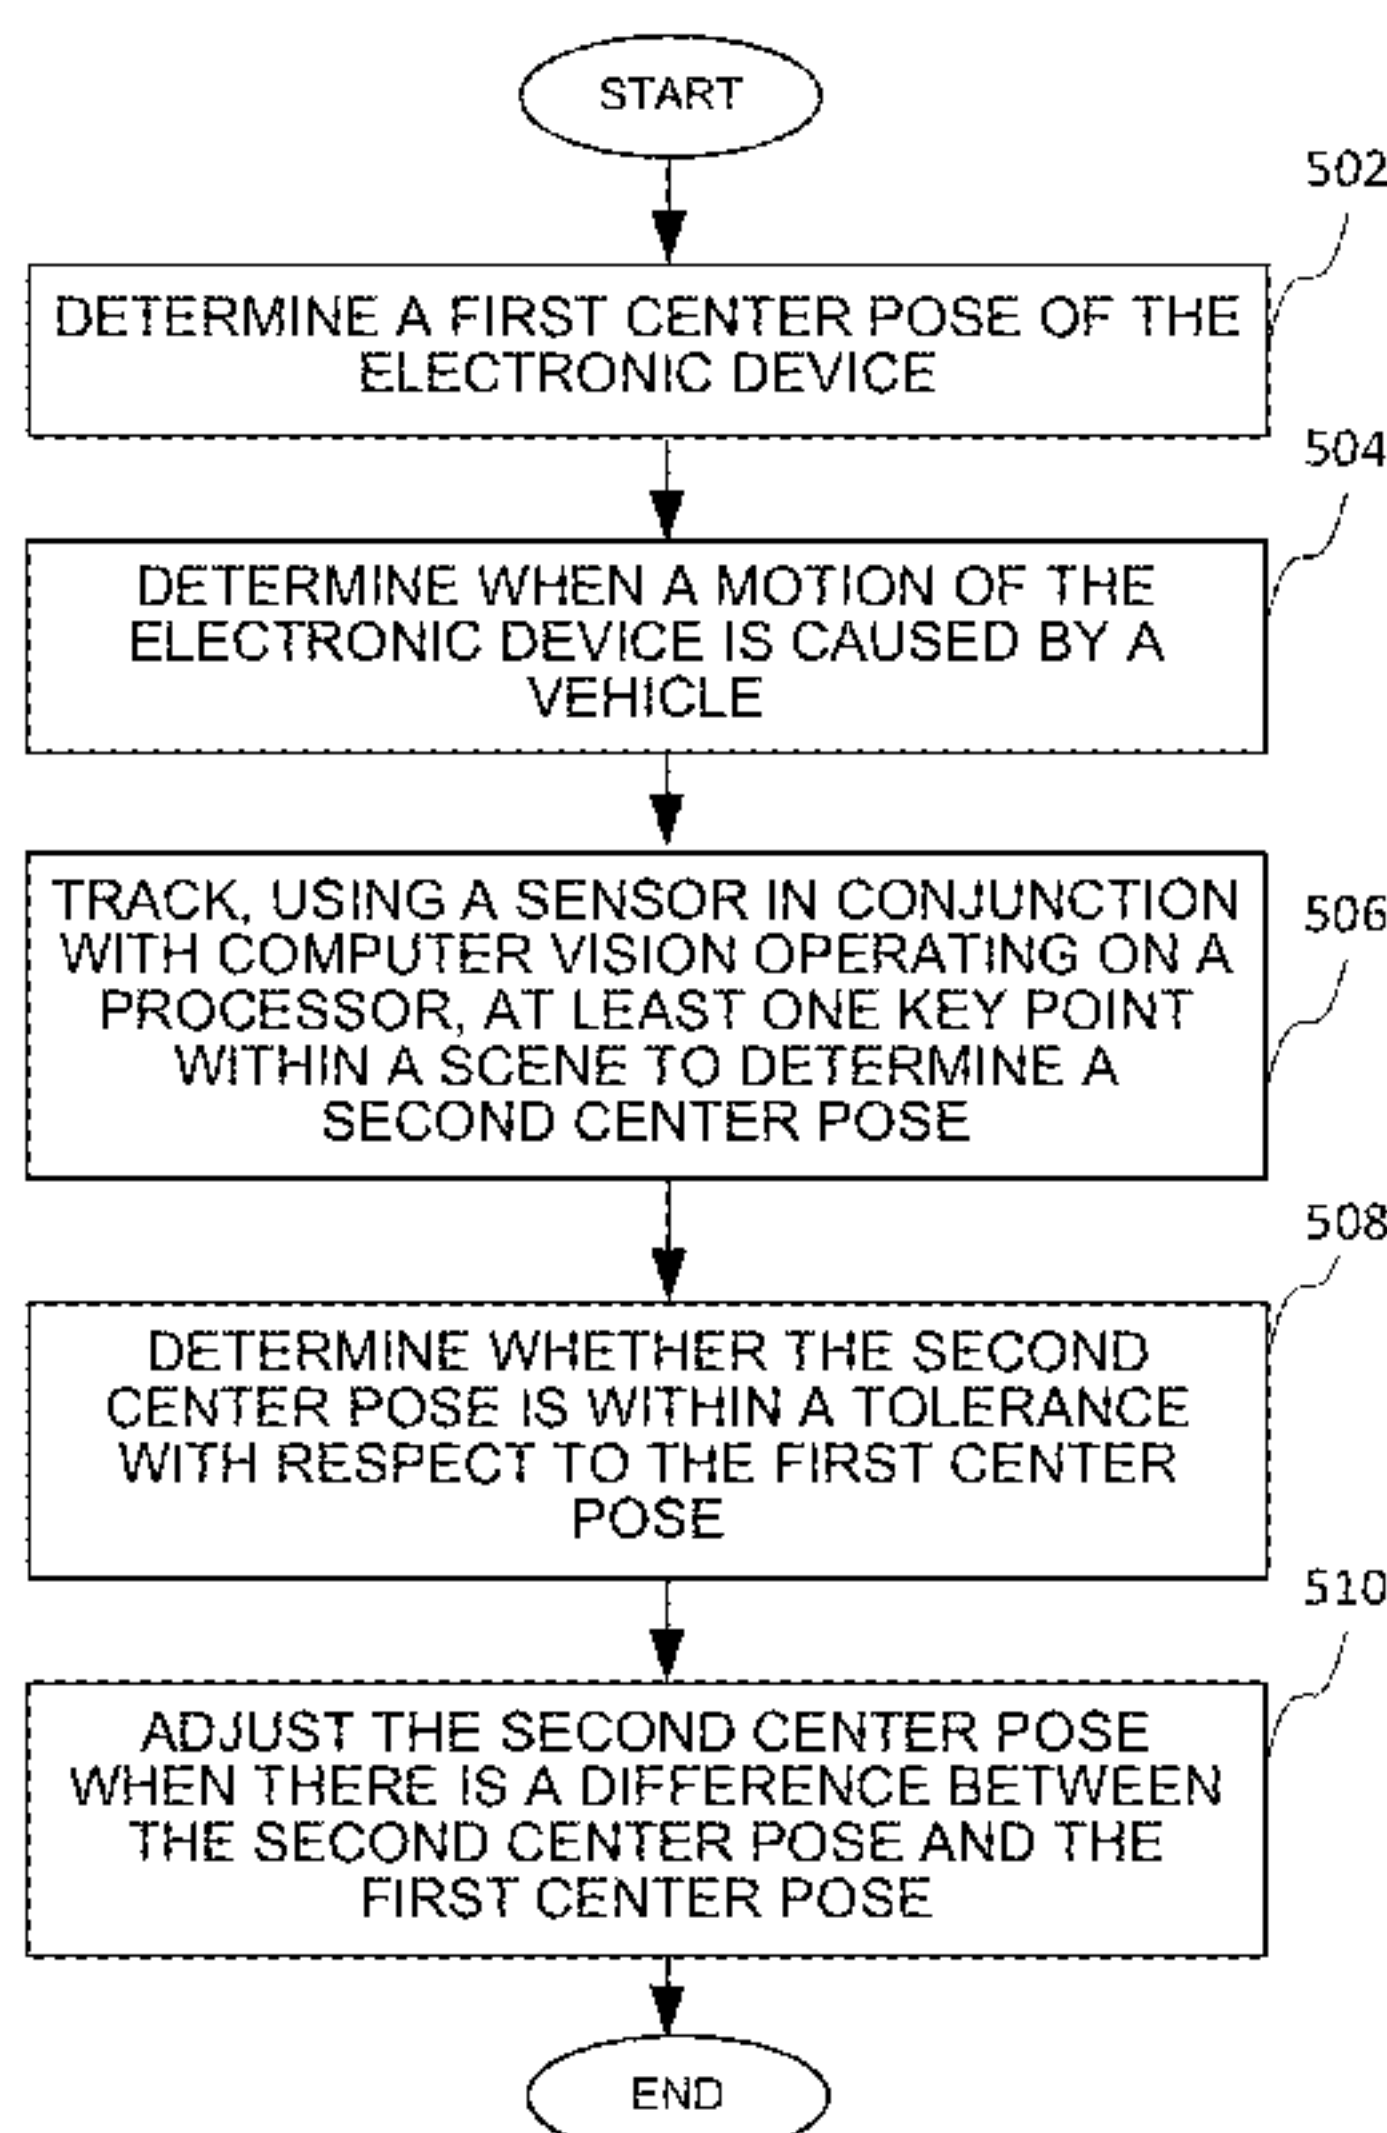 START
502
DETERMINE A FIRST CENTER POSE OF THE
ELECTRONIC DEVICE
504
DETERMINE WHEN A MOTION OF THE
ELECTRONIC DEVICE IS CAUSED BY A
VEHICLE
506
TRACK, USING A SENSOR IN CONJUNCTION
WITH COMPUTER VISION OPERATING ON A
PROCESSOR, AT LEAST ONE KEY POINT
WITHIN A SCENE TO DETERMINE A
SECOND CENTER POSE
508
DETERMINE WHETHER THE SECOND
CENTER POSE IS WITHIN A TOLERANCE
WITH RESPECT TO THE FIRST CENTER
POSE
510
ADJUST THE SECOND CENTER POSE
WHEN THERE IS A DIFFERENCE BETWEEN
THE SECOND CENTER POSE AND THE
FIRST CENTER POSE
END